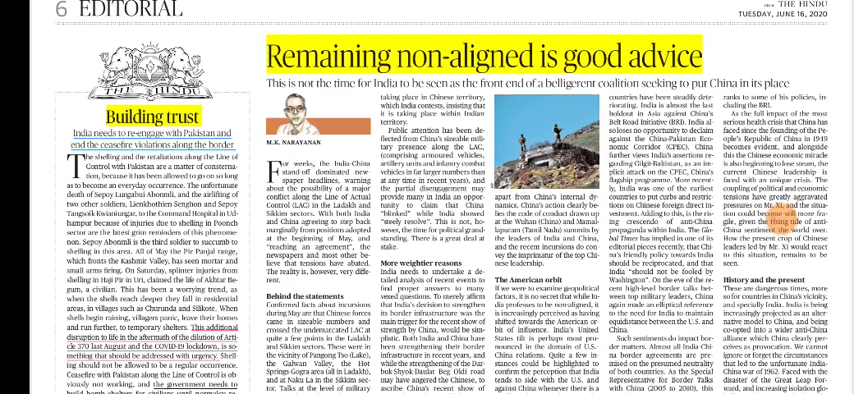 6 EDITORIAL
THE HINDU
TUESDAY, JUNE 16, 2020
THE HINDU
Building trust
India needs to re-engage with Pakistan and
end the ceasefire violations along the border
The shelling and the retaliations along the Line of
Control with Pakistan are a matter of consterna-
tion, because it has been allowed to go on so long
as to become an everyday occurrence. The unfortunate
death of Sepoy Lungabui Abonmli, and the airlifting of
two other soldiers, Lienkhothien Senghon and Sepoy
Tangsoik Kwianiungar, to the Command Hospital in Ud-
hampur because of injuries due to shelling in Poonch
sector are the latest grim reminders of this phenome-
non. Sepoy Abonmli is the third soldier to succumb to
shelling in this area. All of May the Pir Panjal range,
which fronts the Kashmir Valley, has seen mortar and
small arms firing. On Saturday, splinter injuries from
shelling in Haji Pir in Uri, claimed the life of Akhtar Be-
gum, a civilian. This has been a worrying trend, as
when the shells reach deeper they fall in residential
areas, in villages such as Churunda and Silikote. When
shells begin raining, villagers panic, leave their homes
and run further, to temporary shelters. This additional
disruption to life in the aftermath of the dilution of Arti-
cle 370 last August and the COVID-19 lockdown, is so-
mething that should be addressed with urgency. Shell-
ing should not be allowed to be a regular occurrence.
Ceasefire with Pakistan along the Line of Control is ob-
viously not working, and the government needs to
build bomb shelters for civilians until normalcy re-
Remaining non-aligned is good advice
This is not the time for India to be seen as the front end of a belligerent coalition seeking to put China in its place
M.K. NARAYANAN
For weeks, the India-China
stand-off dominated news-
paper headlines, warning
about the possibility of a major
conflict along the Line of Actual
Control (LAC) in the Ladakh and
Sikkim sectors. With both India
and China agreeing to step back
marginally from positions adopted
at the beginning of May, and
"reaching an agreement", the
newspapers and most other be-
lieve that tensions have abated.
The reality is, however, very diffe-
rent.
Behind the statements
Confirmed facts about incursions
during May are that Chinese forces
came in sizeable numbers and
crossed the undemarcated LAC at
quite a few points in the Ladakh
and Sikkim sectors. These were in
the vicinity of Pangong Tso (Lake),
the Galwan Valley, the Hot
Springs-Gogra area (all in Ladakh),
and at Naku La in the Sikkim sec-
tor. Talks at the level of military
taking place in Chinese territory,
which India contests, insisting that
it is taking place within Indian
territory.
Public attention has been de-
flected from China's sizeable mili-
tary presence along the LAC,
(comprising armoured vehicles,
artillery units and infantry combat
vehicles in far larger numbers than
at any time in recent years), and
the partial disengagement may
provide many in India an oppor-
tunity to claim that China
"blinked" while India showed
"steely resolve". This is not, ho-
wever, the time for political grand-
standing. There is a great deal at
stake.
More weightier reasons
India needs to undertake a de-
tailed analysis of recent events to
find proper answers to many
vexed questions. To merely affirm
that India's decision to strengthen
its border infrastructure was the
main trigger for the recent show of
strength by China, would be sim-
plistic. Both India and China have
been strengthening their border
infrastructure in recent years, and
while the strengthening of the Dar-
buk-Shyok Daulat Beg Oldi road
may have angered the Chinese, to
ascribe China's recent show of
apart from China's internal dy-
namics. China's action clearly be-
lies the code of conduct drawn up
at the Wuhan (China) and Mamal-
lapuram (Tamil Nadu) summits by
the leaders of India and China,
and the recent incursions do con-
vey the imprimatur of the top Chi-
nese leadership.
The American orbit
If we were to examine geopolitical
factors, it is no secret that while In-
dia professes to be nonaligned, it
is increasingly perceived as having
shifted towards the American or-
bit of influence. India's United
States tilt is perhaps most pro-
nounced in the domain of U.S.-
China relations. Quite a few in-
stances could be highlighted to
confirm the perception that India
tends to side with the U.S. and
against China whenever there is a
countries have been steadily dete-
riorating. India is almost the last
holdout in Asia against China's
Belt Road Initiative (BRI). India al-
so loses no opportunity to declaim
against the China-Pakistan Eco-
nomic Corridor (CPEC). China
further views India's assertions re-
garding Gilgit-Baltistan, as an im-
plicit attack on the CPEC, China's
flagship programme. More recent-
ly, India was one of the earliest
countries to put curbs and restric-
tions on Chinese foreign direct in-
vestment. Adding to this, is the ris-
ing crescendo of anti-China
propaganda within India. The Glo-
bal Times has implied in one of its
editorial pieces recently, that Chi-
na's friendly policy towards India
should be reciprocated, and that
India "should not be fooled by
Washington". On the eve of the re-
cent high-level border talks bet-
ween top military leaders, China
again made an elliptical reference
to the need for India to maintain
equidistance between the U.S. and
China.
Such sentiments do impact bor-
der matters. Almost all India Chi-
na border agreements are pre-
mised on the presumed neutrality
of both countries. As the Special
Representative for Border Talks
with China (2005 to 2010), this
ranks to some of his policies, in-
cluding the BRI.
As the full impact of the most
serious health crisis that China has
faced since the founding of the Peo-
ple's Republic of China in 1949
becomes evident, and alongside
this the Chinese economic miracle
is also beginning to lose steam, the
current Chinese leadership is
faced with an unique crisis. The
coupling of political and economic
tensions have greatly aggravated
pressures on Mr. Xi, and the situa-
tion could become still more fra-
gile, given the rising tide of anti-
China sentiment the world over.
How the present crop of Chinese
leaders led by Mr. Xi would react
to this situation, remains to be
seen.
History and the present
These are dangerous times, more
so for countries in China's vicinity,
and specially India. India is being
increasingly projected as an alter-
native model to China, and being
co-opted into a wider anti-China
alliance which China clearly per-
ceives as provocation. We cannot
ignore or forget the circumstances
that led to the unfortunate India-
China war of 1962. Faced with the
disaster of the Great Leap For-
ward, and increasing isolation glo-